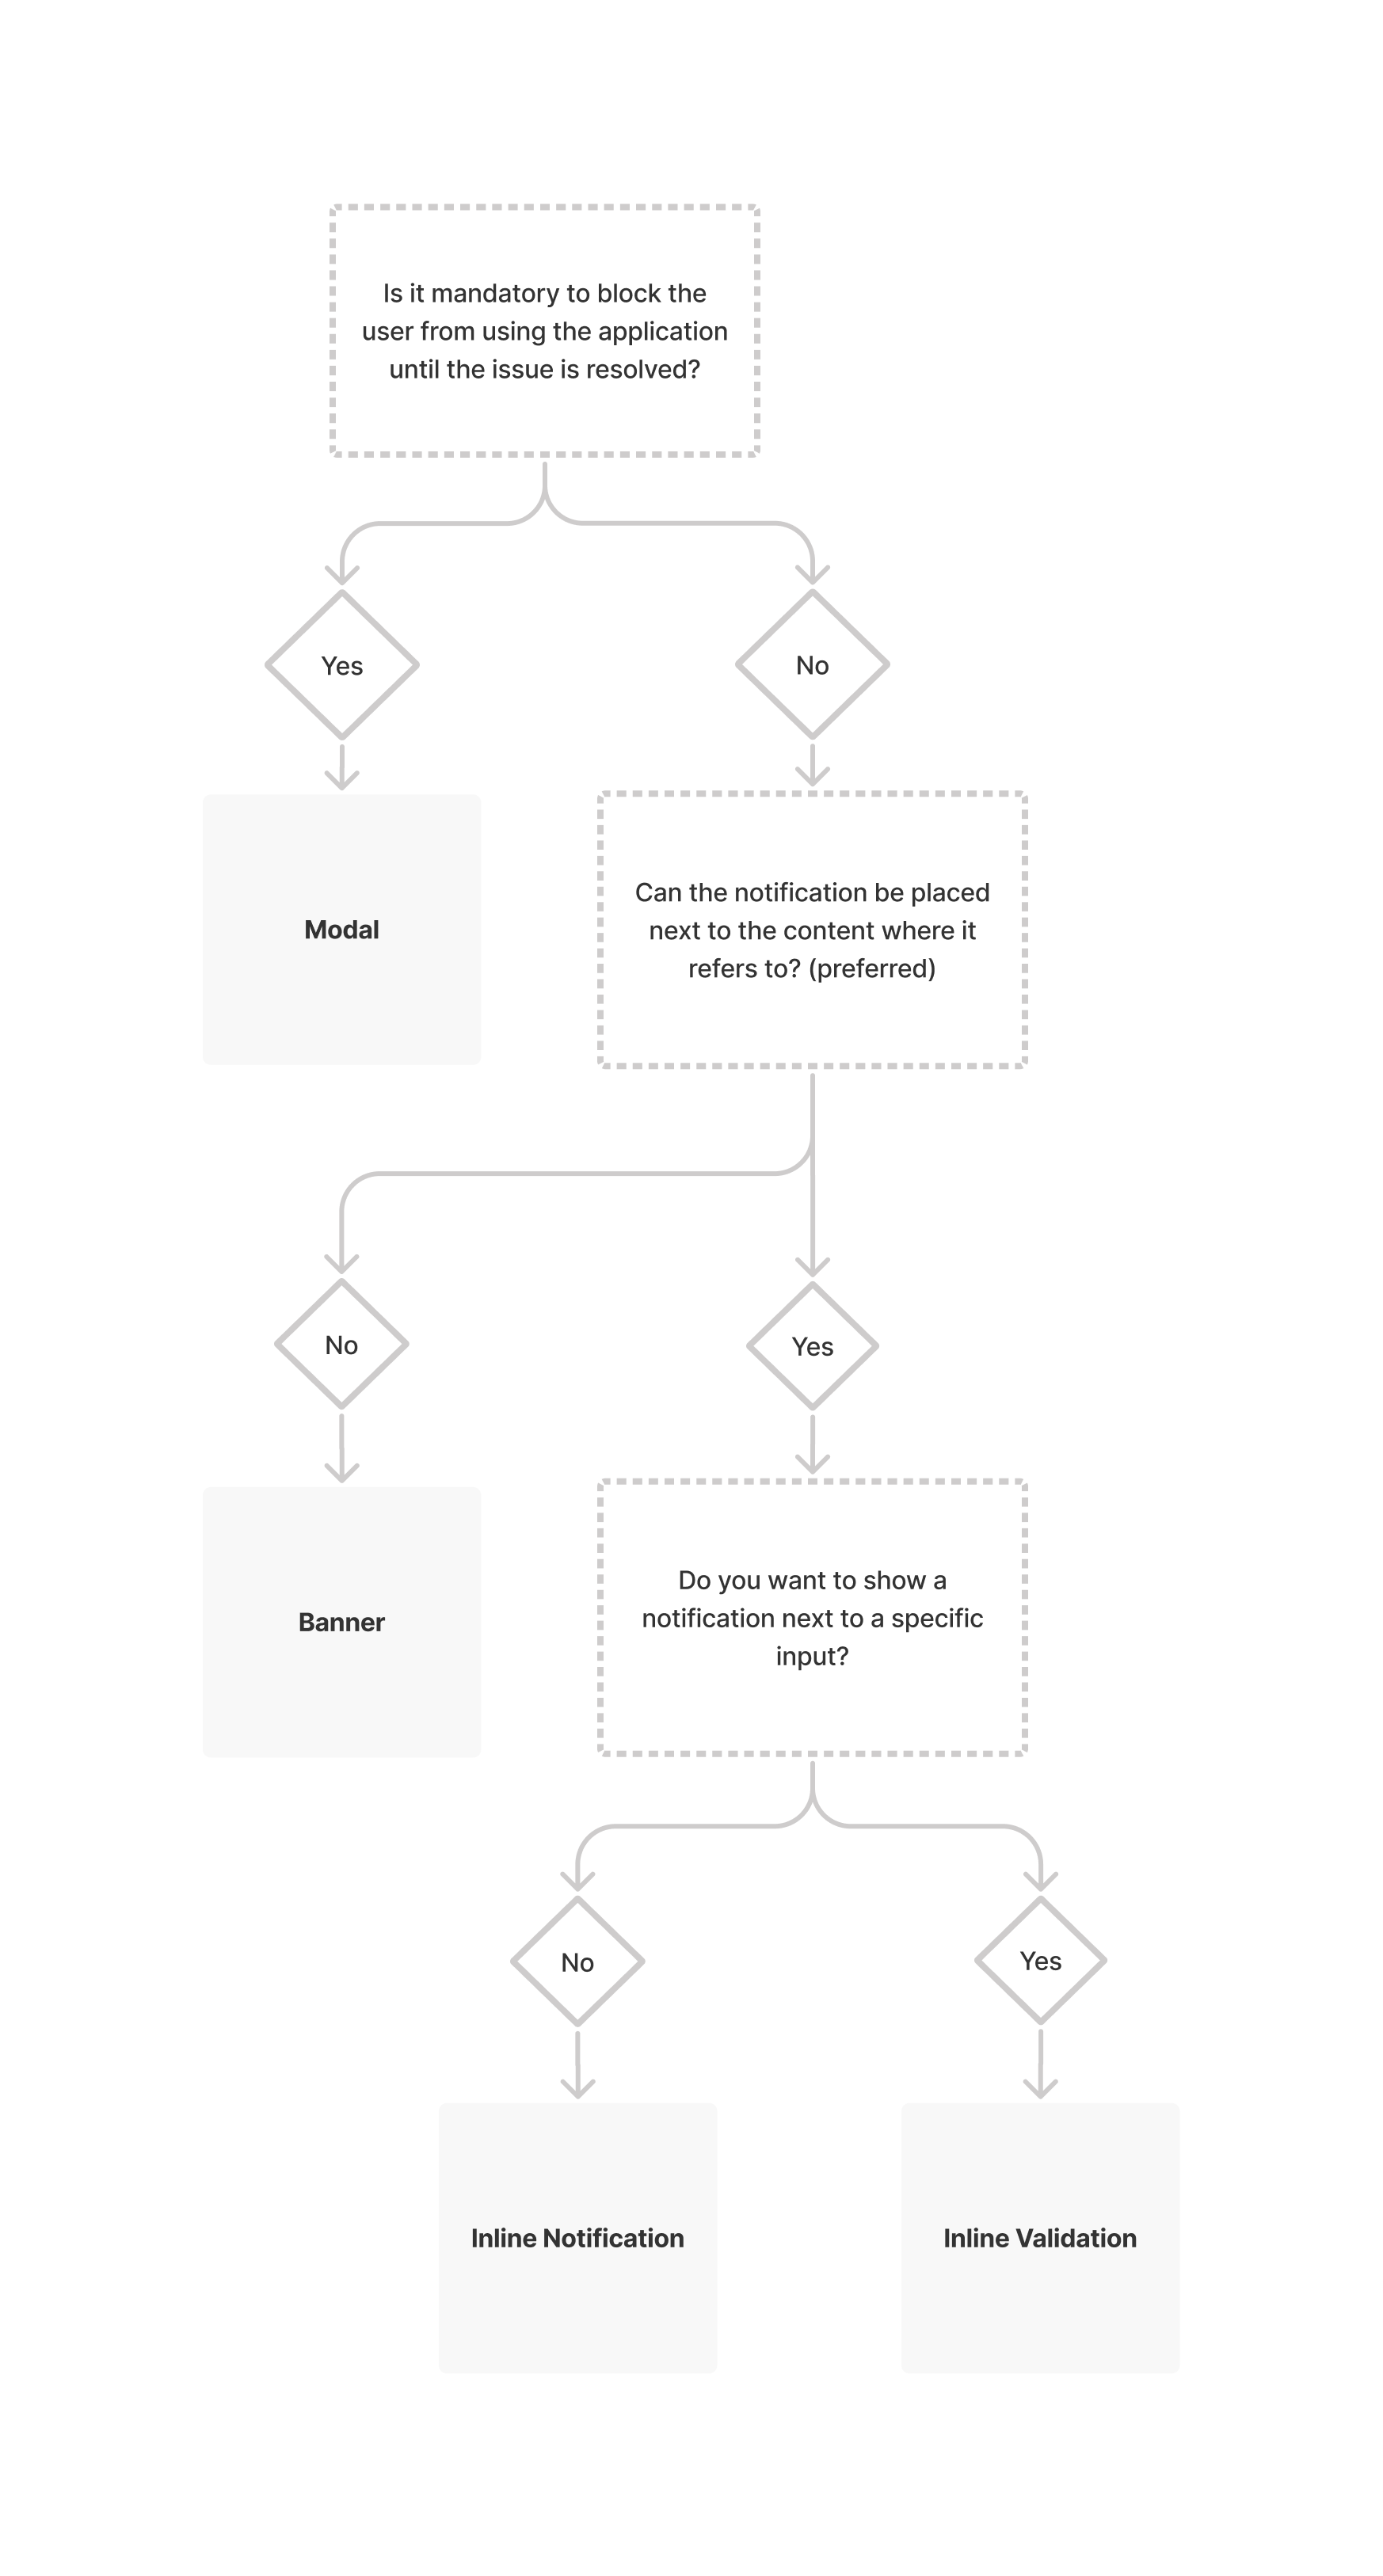 Is it mandatory to block the
user from using the application
until the issue is resolved?
Yes
No
Modal
Can the notification be placed
next to the content where it
refers to? (preferred)
No
Yes
Banner
Do you want to show a
notification next to a specific
input?
No
Yes
Inline Notification
Inline Validation